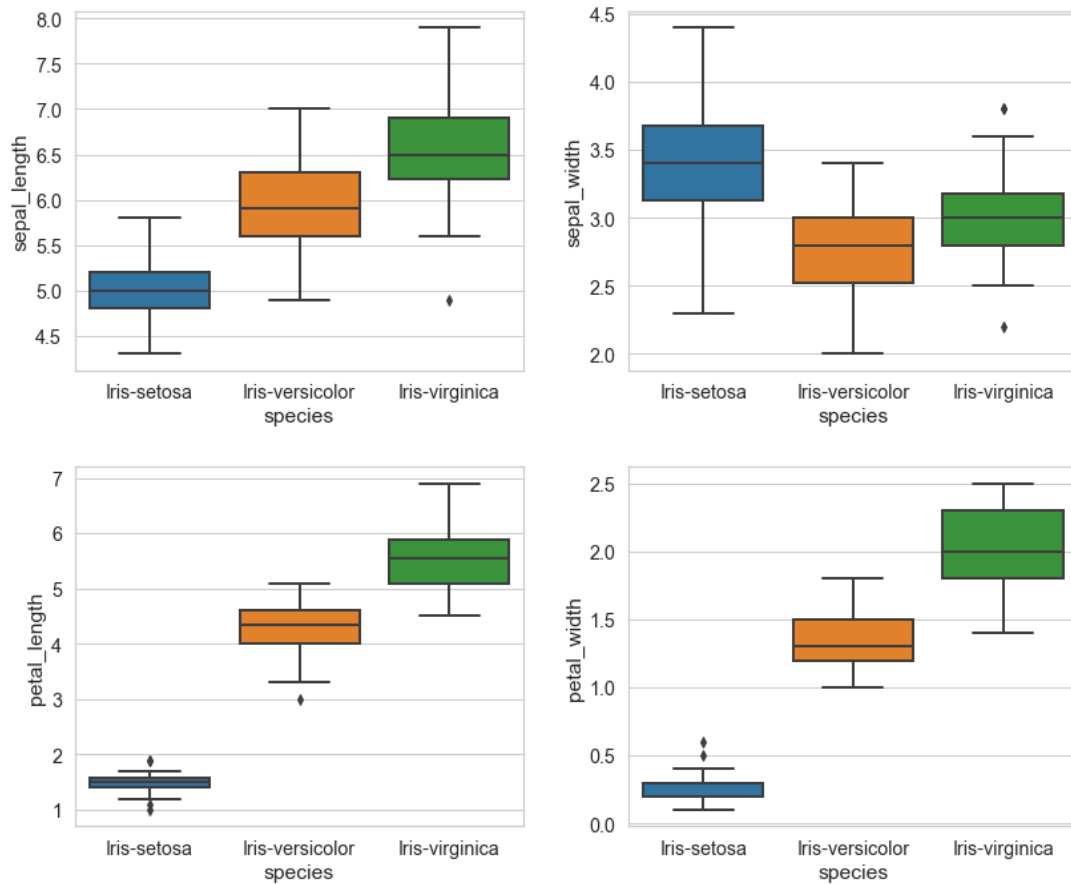 8.0
7.5
7.0
6.5
6.0
5.5
5.0
4.5
sepal_length
Iris-setosa Iris-versicolor Iris-virginica
species
4.5
4.0
3.5
3.0
2.5
2.0
sepal_width
Iris-setosa Iris-versicolor Iris-virginica
species
7
6
5
4
3
2
1
petal_length
Iris-setosa Iris-versicolor Iris-virginica
species
2.5
2.0
1.5
1.0
0.5
0.0
petal_width
Iris-setosa Iris-versicolor Iris-virginica
species